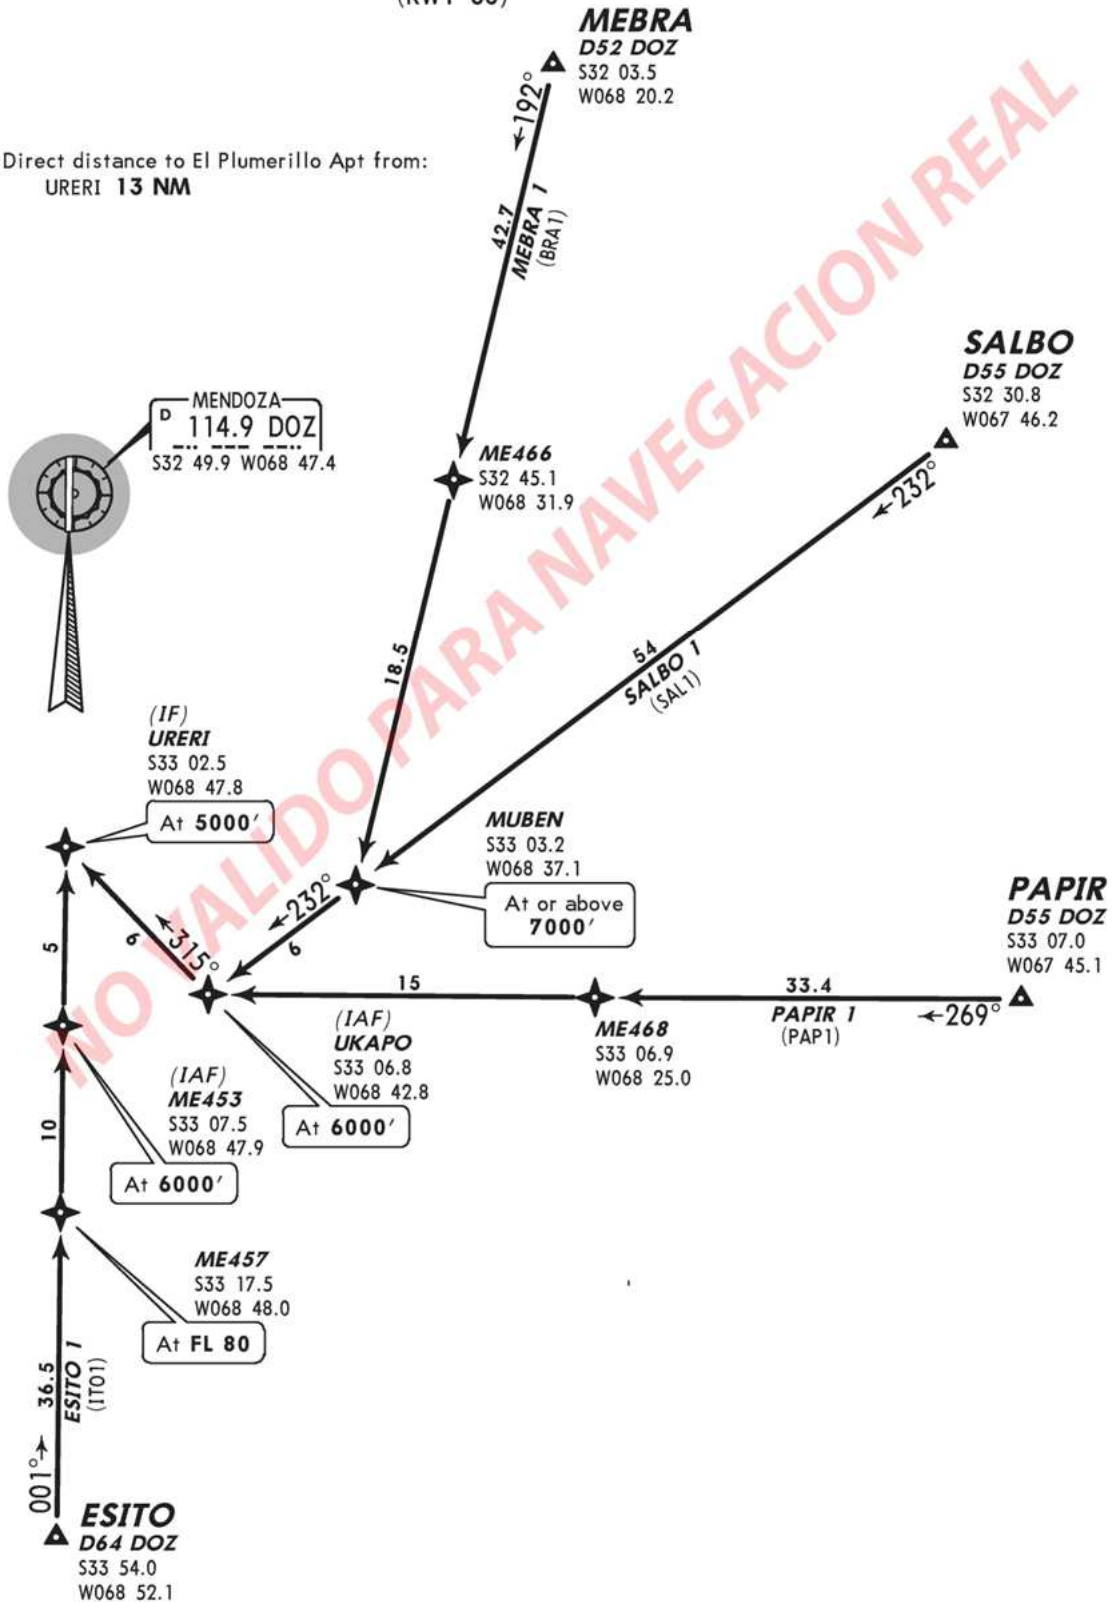 MEBRA
D52 DOZ
S32 03.5
W068 20.2
←192°
Direct distance to El Plumerillo Apt from:
URERI 13 NM
42.7
MEBRA 1
(BRA1)
SALBO
D55 DOZ
S32 30.8
W067 46.2
←232°
MENDOZA
D 114.9 DOZ
S32 49.9 W068 47.4
ME466
S32 45.1
W068 31.9
18.5
54
SALBO 1
(SAL1)
(IF)
URERI
S33 02.5
W068 47.8
At 5000'
MUBEN
S33 03.2
W068 37.1
At or above
7000'
←232°
6
←315°
6
5
PAPIR
D55 DOZ
S33 07.0
W067 45.1
15
33.4
PAPIR 1
(PAP1)
←269°
ME468
S33 06.9
W068 25.0
(IAF)
UKAPO
S33 06.8
W068 42.8
At 6000'
(IAF)
ME453
S33 07.5
W068 47.9
At 6000'
10
ME457
S33 17.5
W068 48.0
At FL 80
36.5
ESITO 1
(ITO1)
001°→
ESITO
D64 DOZ
S33 54.0
W068 52.1
NO VALIDO PARA NAVEGACION REAL